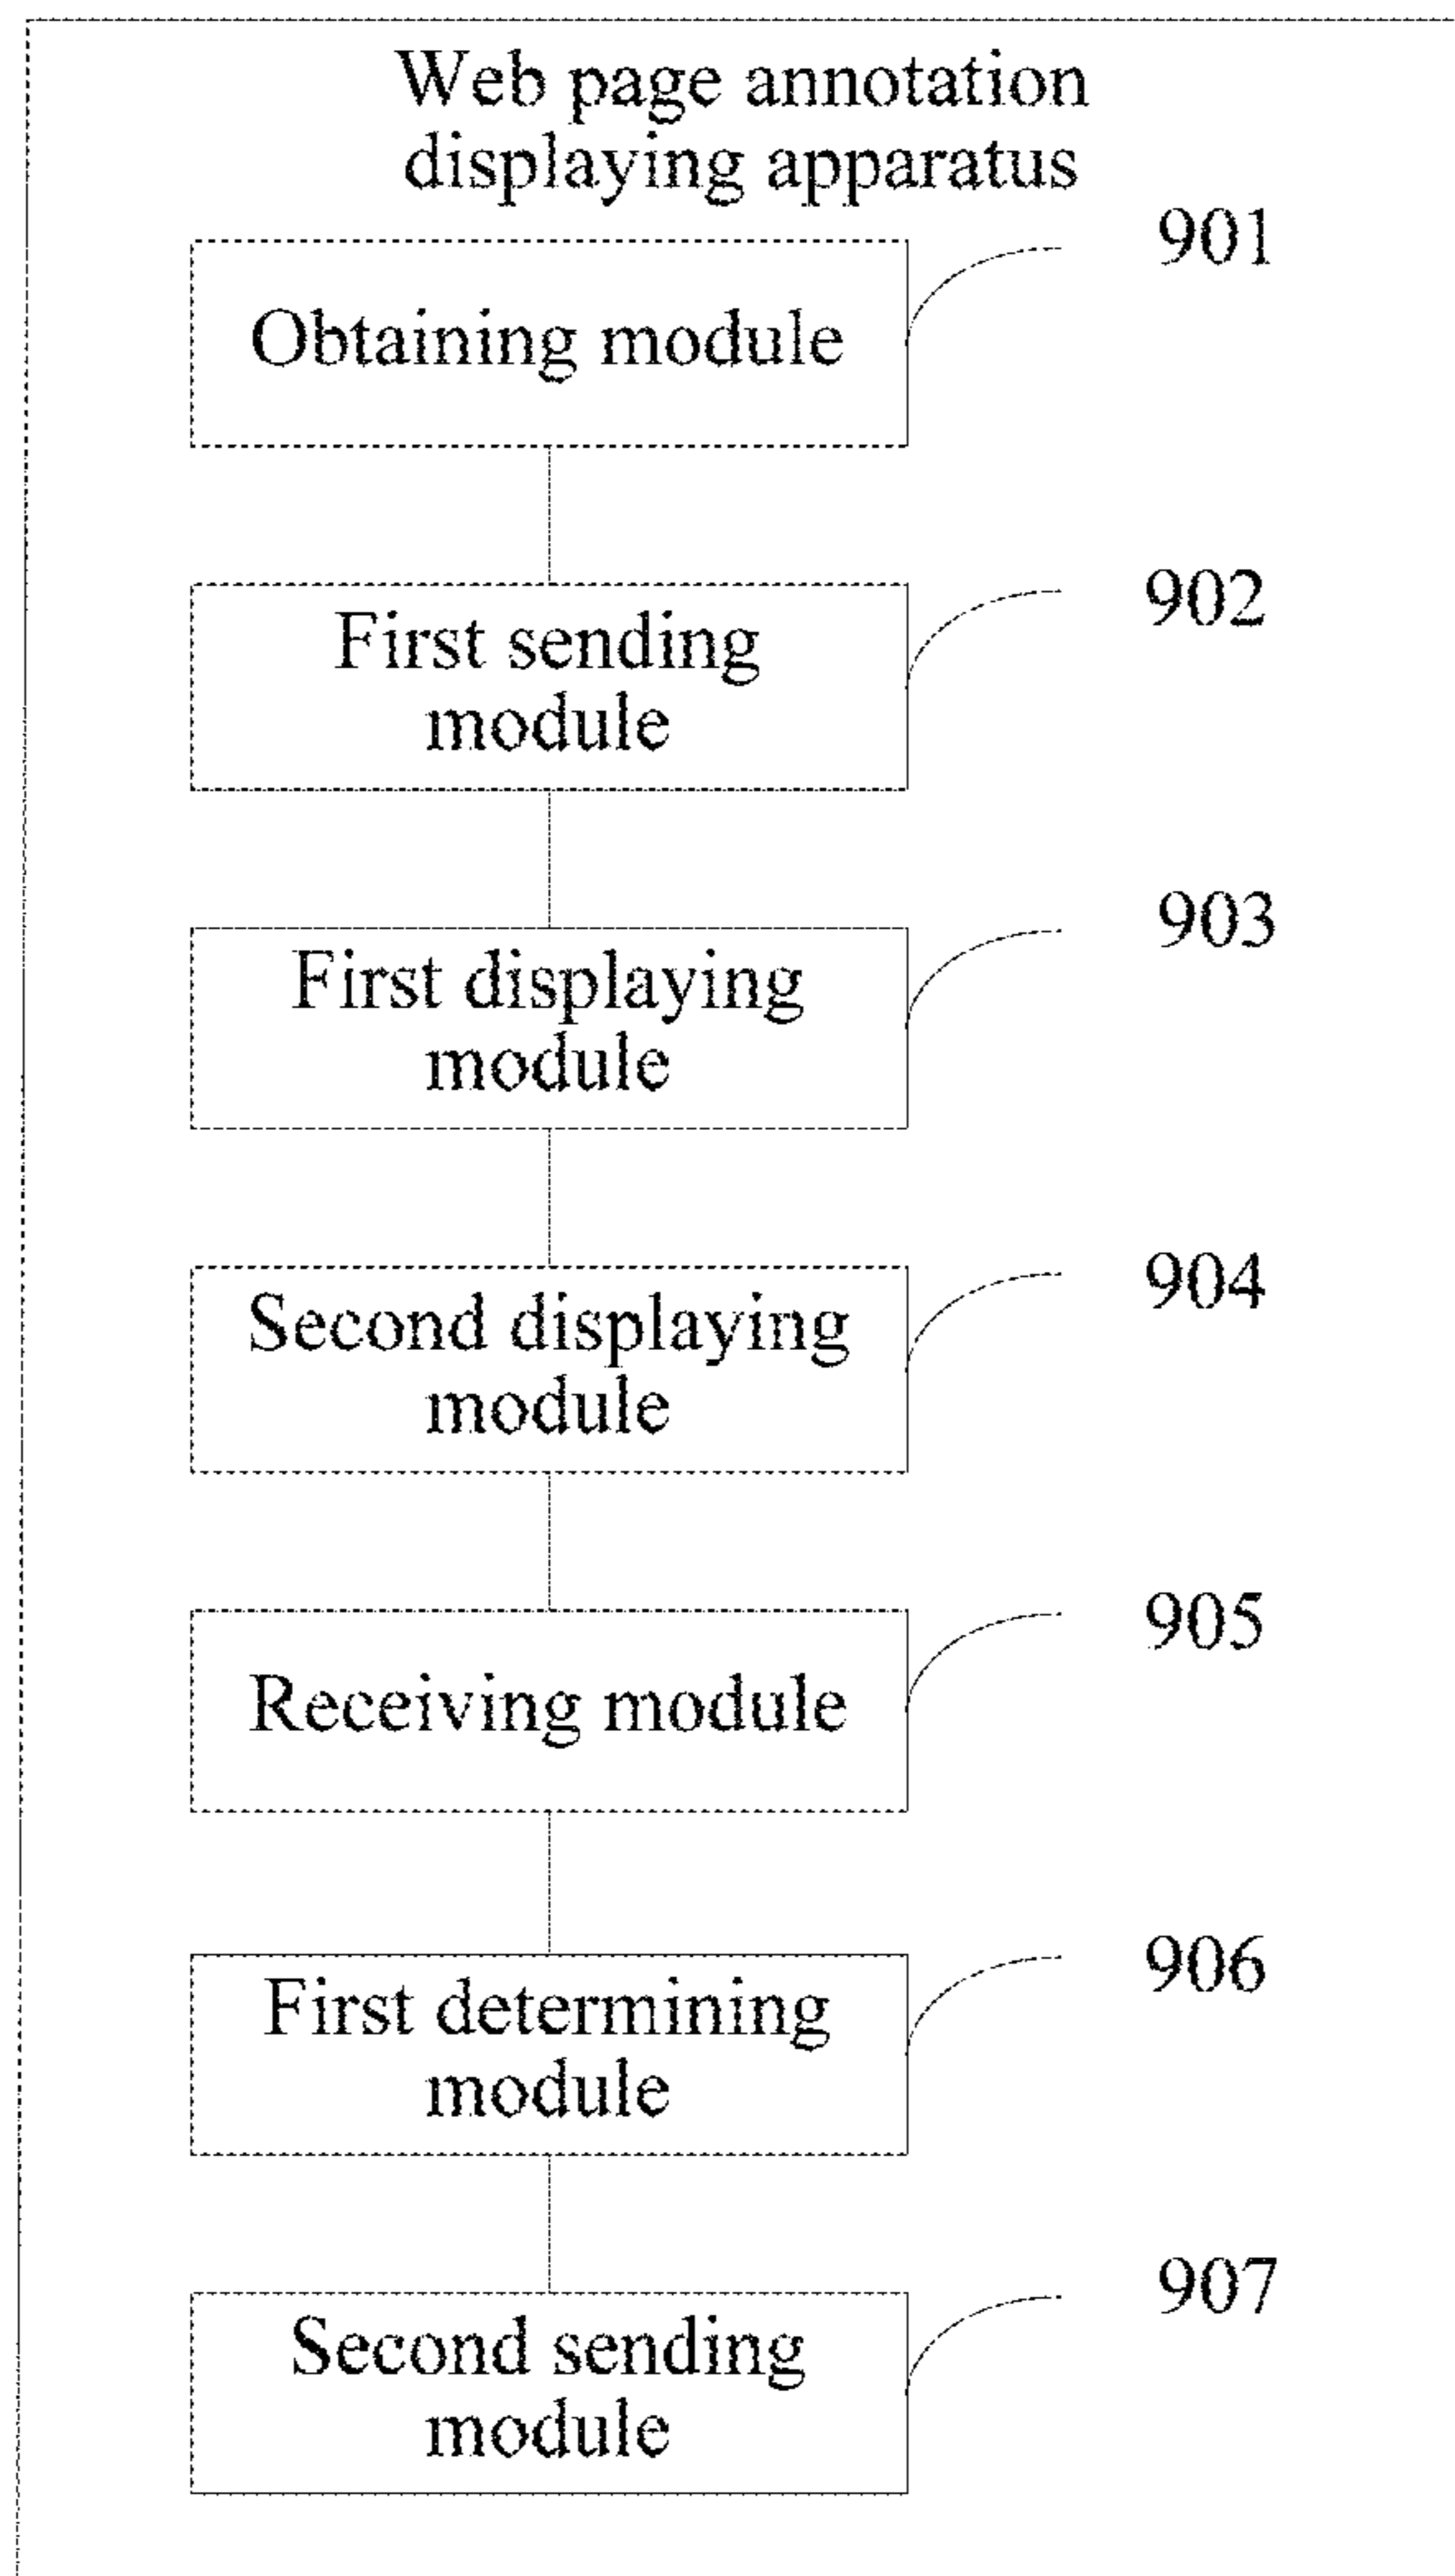 Web page annotation
displaying apparatus
901
Obtaining module
902
First sending
module
903
First displaying
module
904
Second displaying
module
905
Receiving module
906
First determining
module
907
Second sending
module